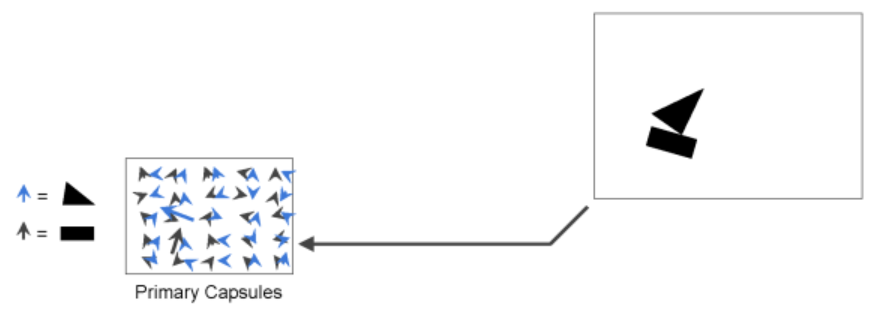 =
=
Primary Capsules